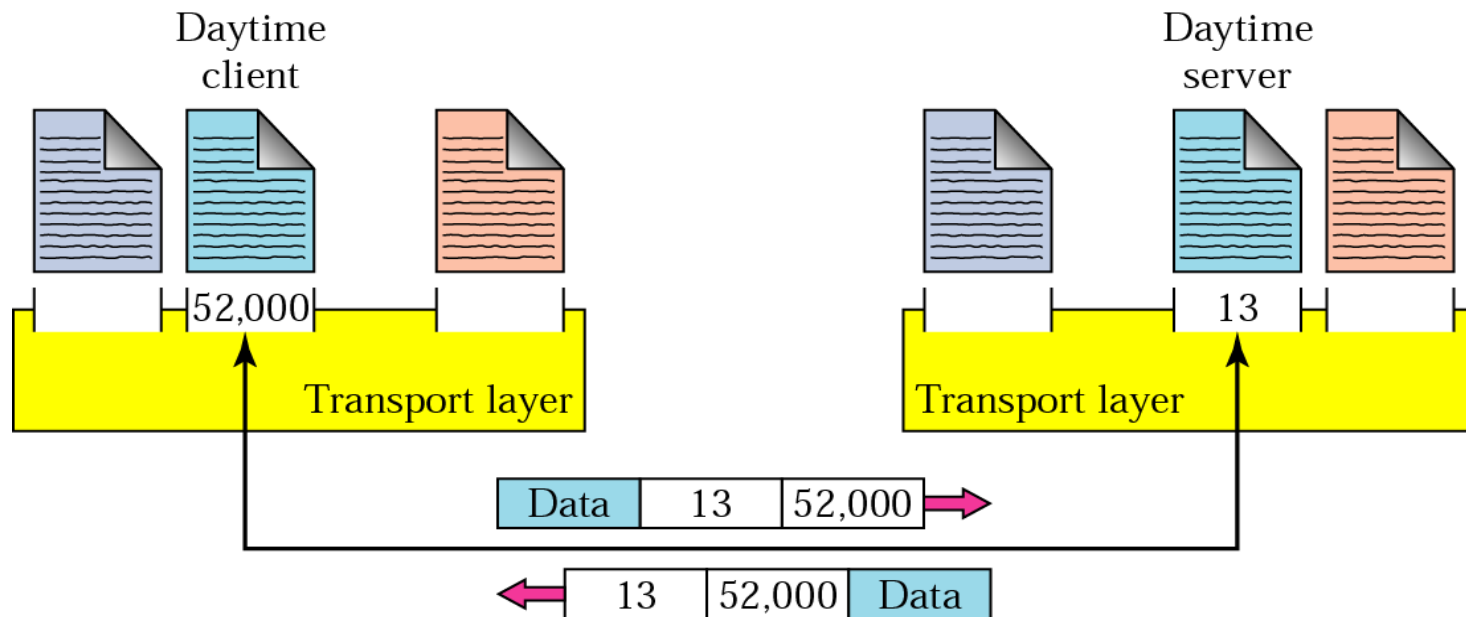 Daytime
client
Daytime
server
52,000
13
Transport layer
Transport layer
Data 13 52,000
13 52,000 Data